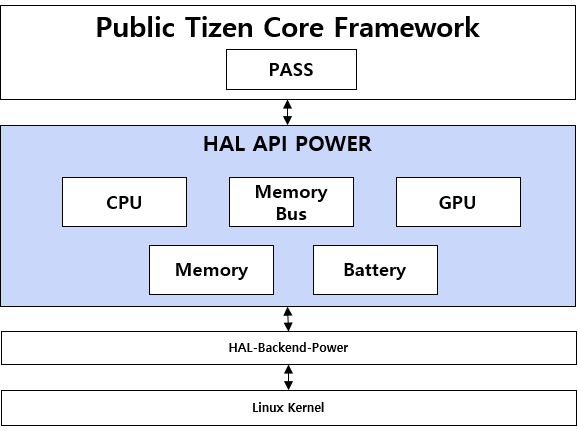 Public Tizen Core Framework
PASS
HAL API POWER
CPU
Memory
Bus
GPU
Memory
Battery
HAL-Backend-Power
Linux Kernel